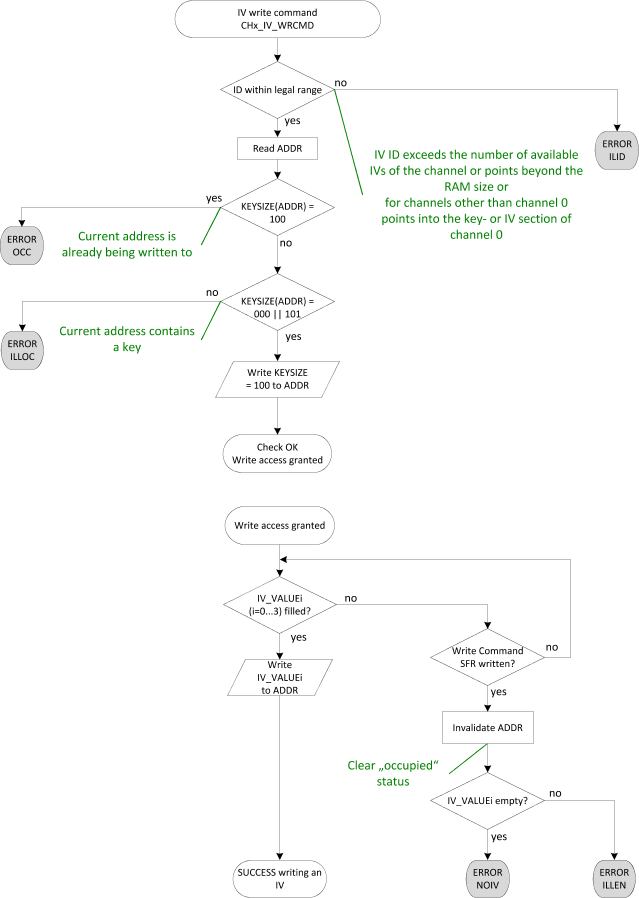 IV write command
CHx_IV_WRCMD
ID within legal range
no
yes
Read ADDR
ERROR
ILID
IV ID exceeds the number of available
IVs of the channel or points beyond the
RAM size or
for channels other than channel 0
points into the key- or IV section of
channel 0
yes
KEYSIZE(ADDR) =
100
ERROR
OCC
Current address is
already being written to
no
no
KEYSIZE(ADDR) =
000 || 101
ERROR
ILLOC
Current address contains
a key
yes
Write KEYSIZE
= 100 to ADDR
Check OK
Write access granted
Write access granted
IV_VALUEi
(i=0...3) filled?
no
yes
Write Command
SFR written?
no
Write
IV_VALUEi
to ADDR
yes
Invalidate ADDR
Clear „occupied“
status
IV_VALUEi empty?
no
yes
SUCCESS writing an
IV
ERROR
NOIV
ERROR
ILLEN